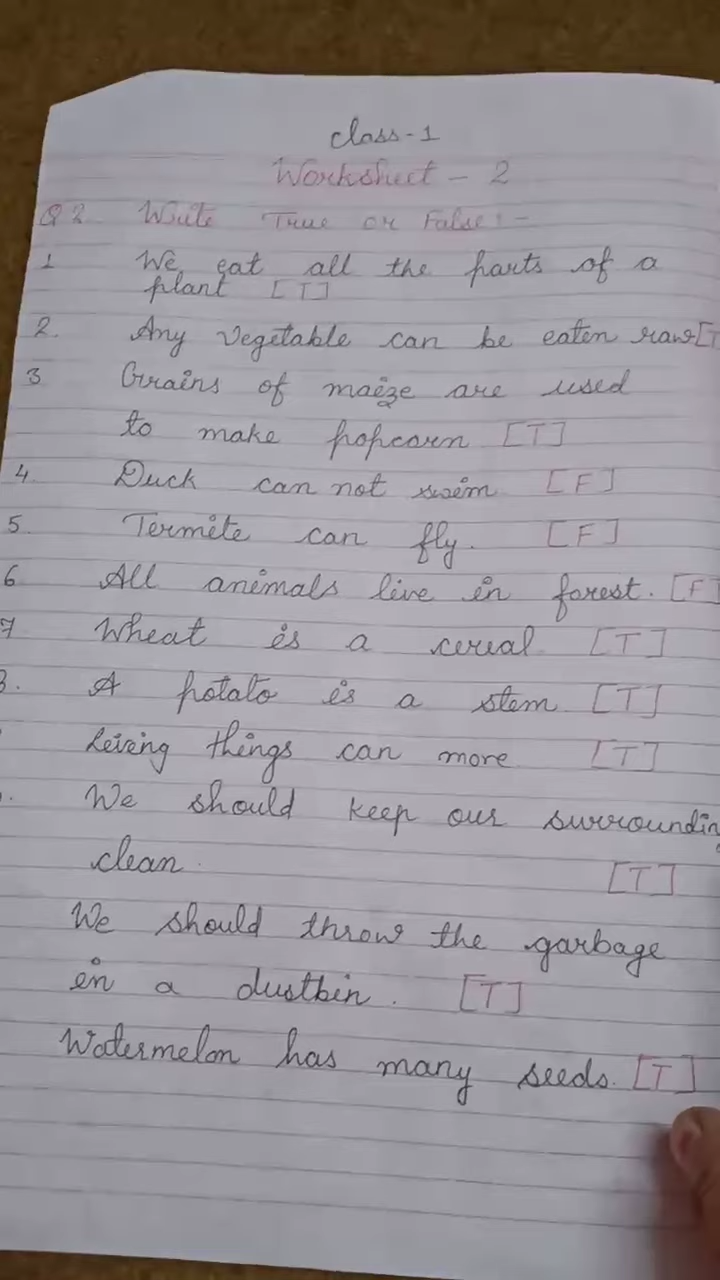 class-1
Worksheet - 2
Q2. Write True or False:-
1 We eat all the parts of a
plant [T]
2. Any vegetable can be eaten raw [T
3 Grains of maize are used
to make popcorn [T]
4. Duck can not swim [F]
5. Termite can fly. [F]
6 All animals live in forest. [F]
7 Wheat is a cereal [T]
8. A potato is a stem [T]
Leiving things can more [T]
We should keep our surrounding
clean. [T]
We should throw the garbage
in a dustbin. [T]
Watermelon has many seeds. [T]